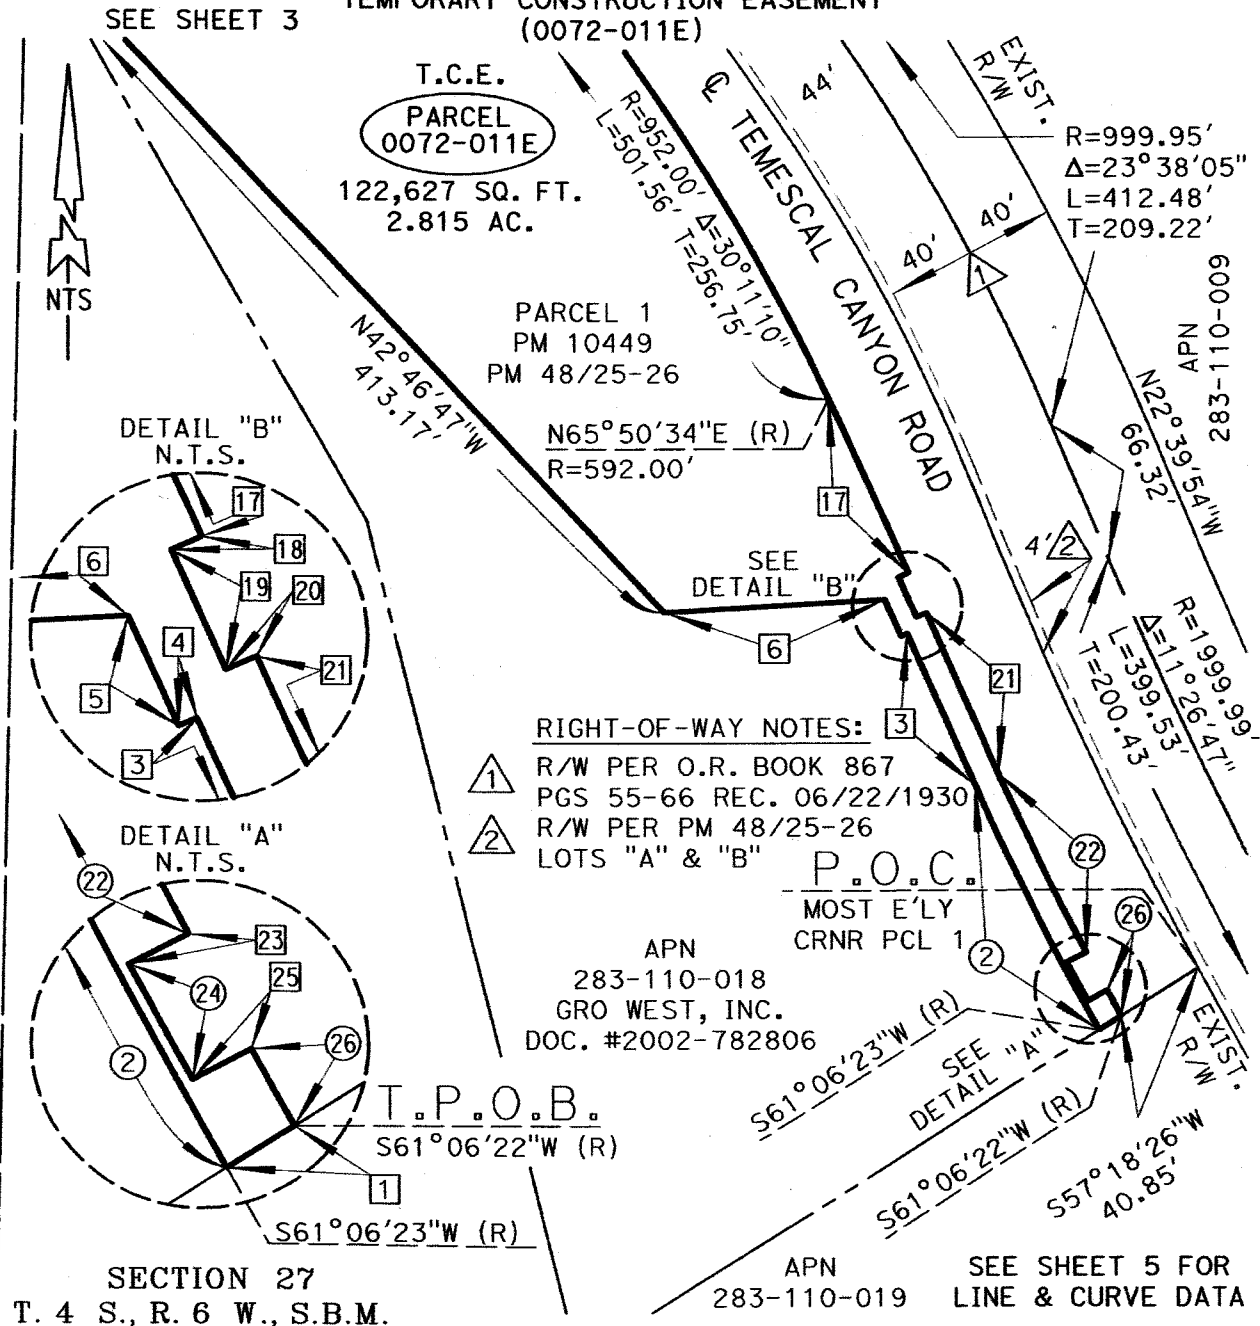 SEE SHEET 3
TEMPORARY CONSTRUCTION EASEMENT
(0072-011E)
T.C.E.
PARCEL
0072-011E
122,627 SQ. FT.
2.815 AC.
NTS
R=952.00' Δ=30°11'10"
L=501.56' T=256.75'
℄ TEMESCAL CANYON ROAD
44'
EXIST.
R/W
R=999.95'
Δ=23°38'05"
L=412.48'
T=209.22'
40'
40'
1
APN
283-110-009
N22°39'54"W
66.32'
PARCEL 1
PM 10449
PM 48/25-26
N42°46'47"W
413.17'
N65°50'34"E (R)
R=592.00'
17
DETAIL "B"
N.T.S.
17
6
18
19
20
4
21
5
3
SEE
DETAIL "B"
6
3
21
4'
2
R=1999.99
Δ=11°26'47"
L=399.53'
T=200.43'
RIGHT-OF-WAY NOTES:
1 R/W PER O.R. BOOK 867
PGS 55-66 REC. 06/22/1930
2 R/W PER PM 48/25-26
LOTS "A" & "B"
DETAIL "A"
N.T.S.
22
23
25
24
26
2
T.P.O.B.
S61°06'22"W (R)
1
S61°06'23"W (R)
P.O.C.
MOST E'LY
CRNR PCL 1
22
26
2
APN
283-110-018
GRO WEST, INC.
DOC. #2002-782806
S61°06'23"W (R)
SEE
DETAIL "A"
S61°06'22"W (R)
EXIST.
R/W
S57°18'26"W
40.85'
SECTION 27
T. 4 S., R. 6 W., S.B.M.
APN
283-110-019
SEE SHEET 5 FOR
LINE & CURVE DATA